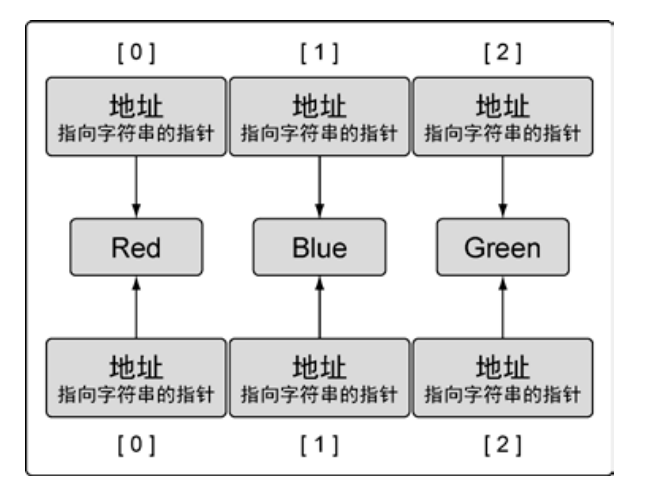 [ 0 ] [ 1 ] [ 2 ]
地址 地址 地址
指向字符串的指针 指向字符串的指针 指向字符串的指针
Red Blue Green
地址 地址 地址
指向字符串的指针 指向字符串的指针 指向字符串的指针
[ 0 ] [ 1 ] [ 2 ]